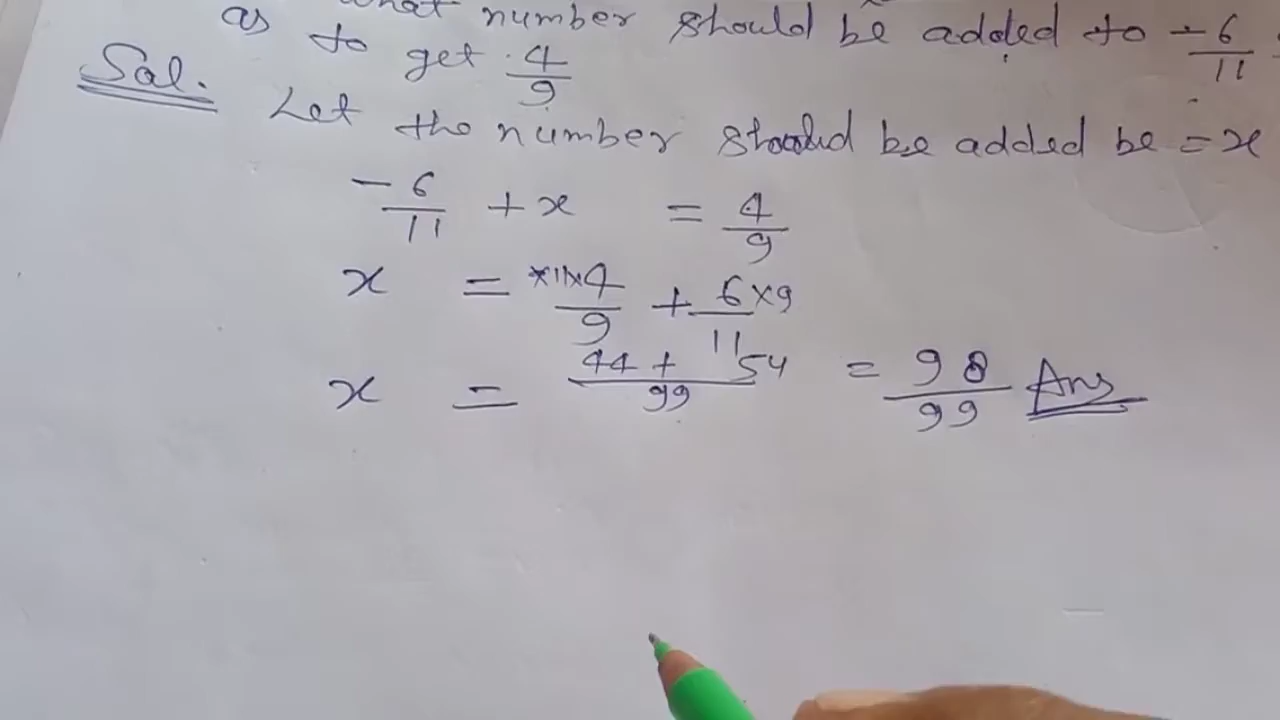 what number should be added to -6/11
as to get 4/9
Sol. Let the number should be added be = x
-6/11 + x = 4/9
x = ×11×4/9 + 6×9/11
x = 44 + 54/99 = 98/99 Ans